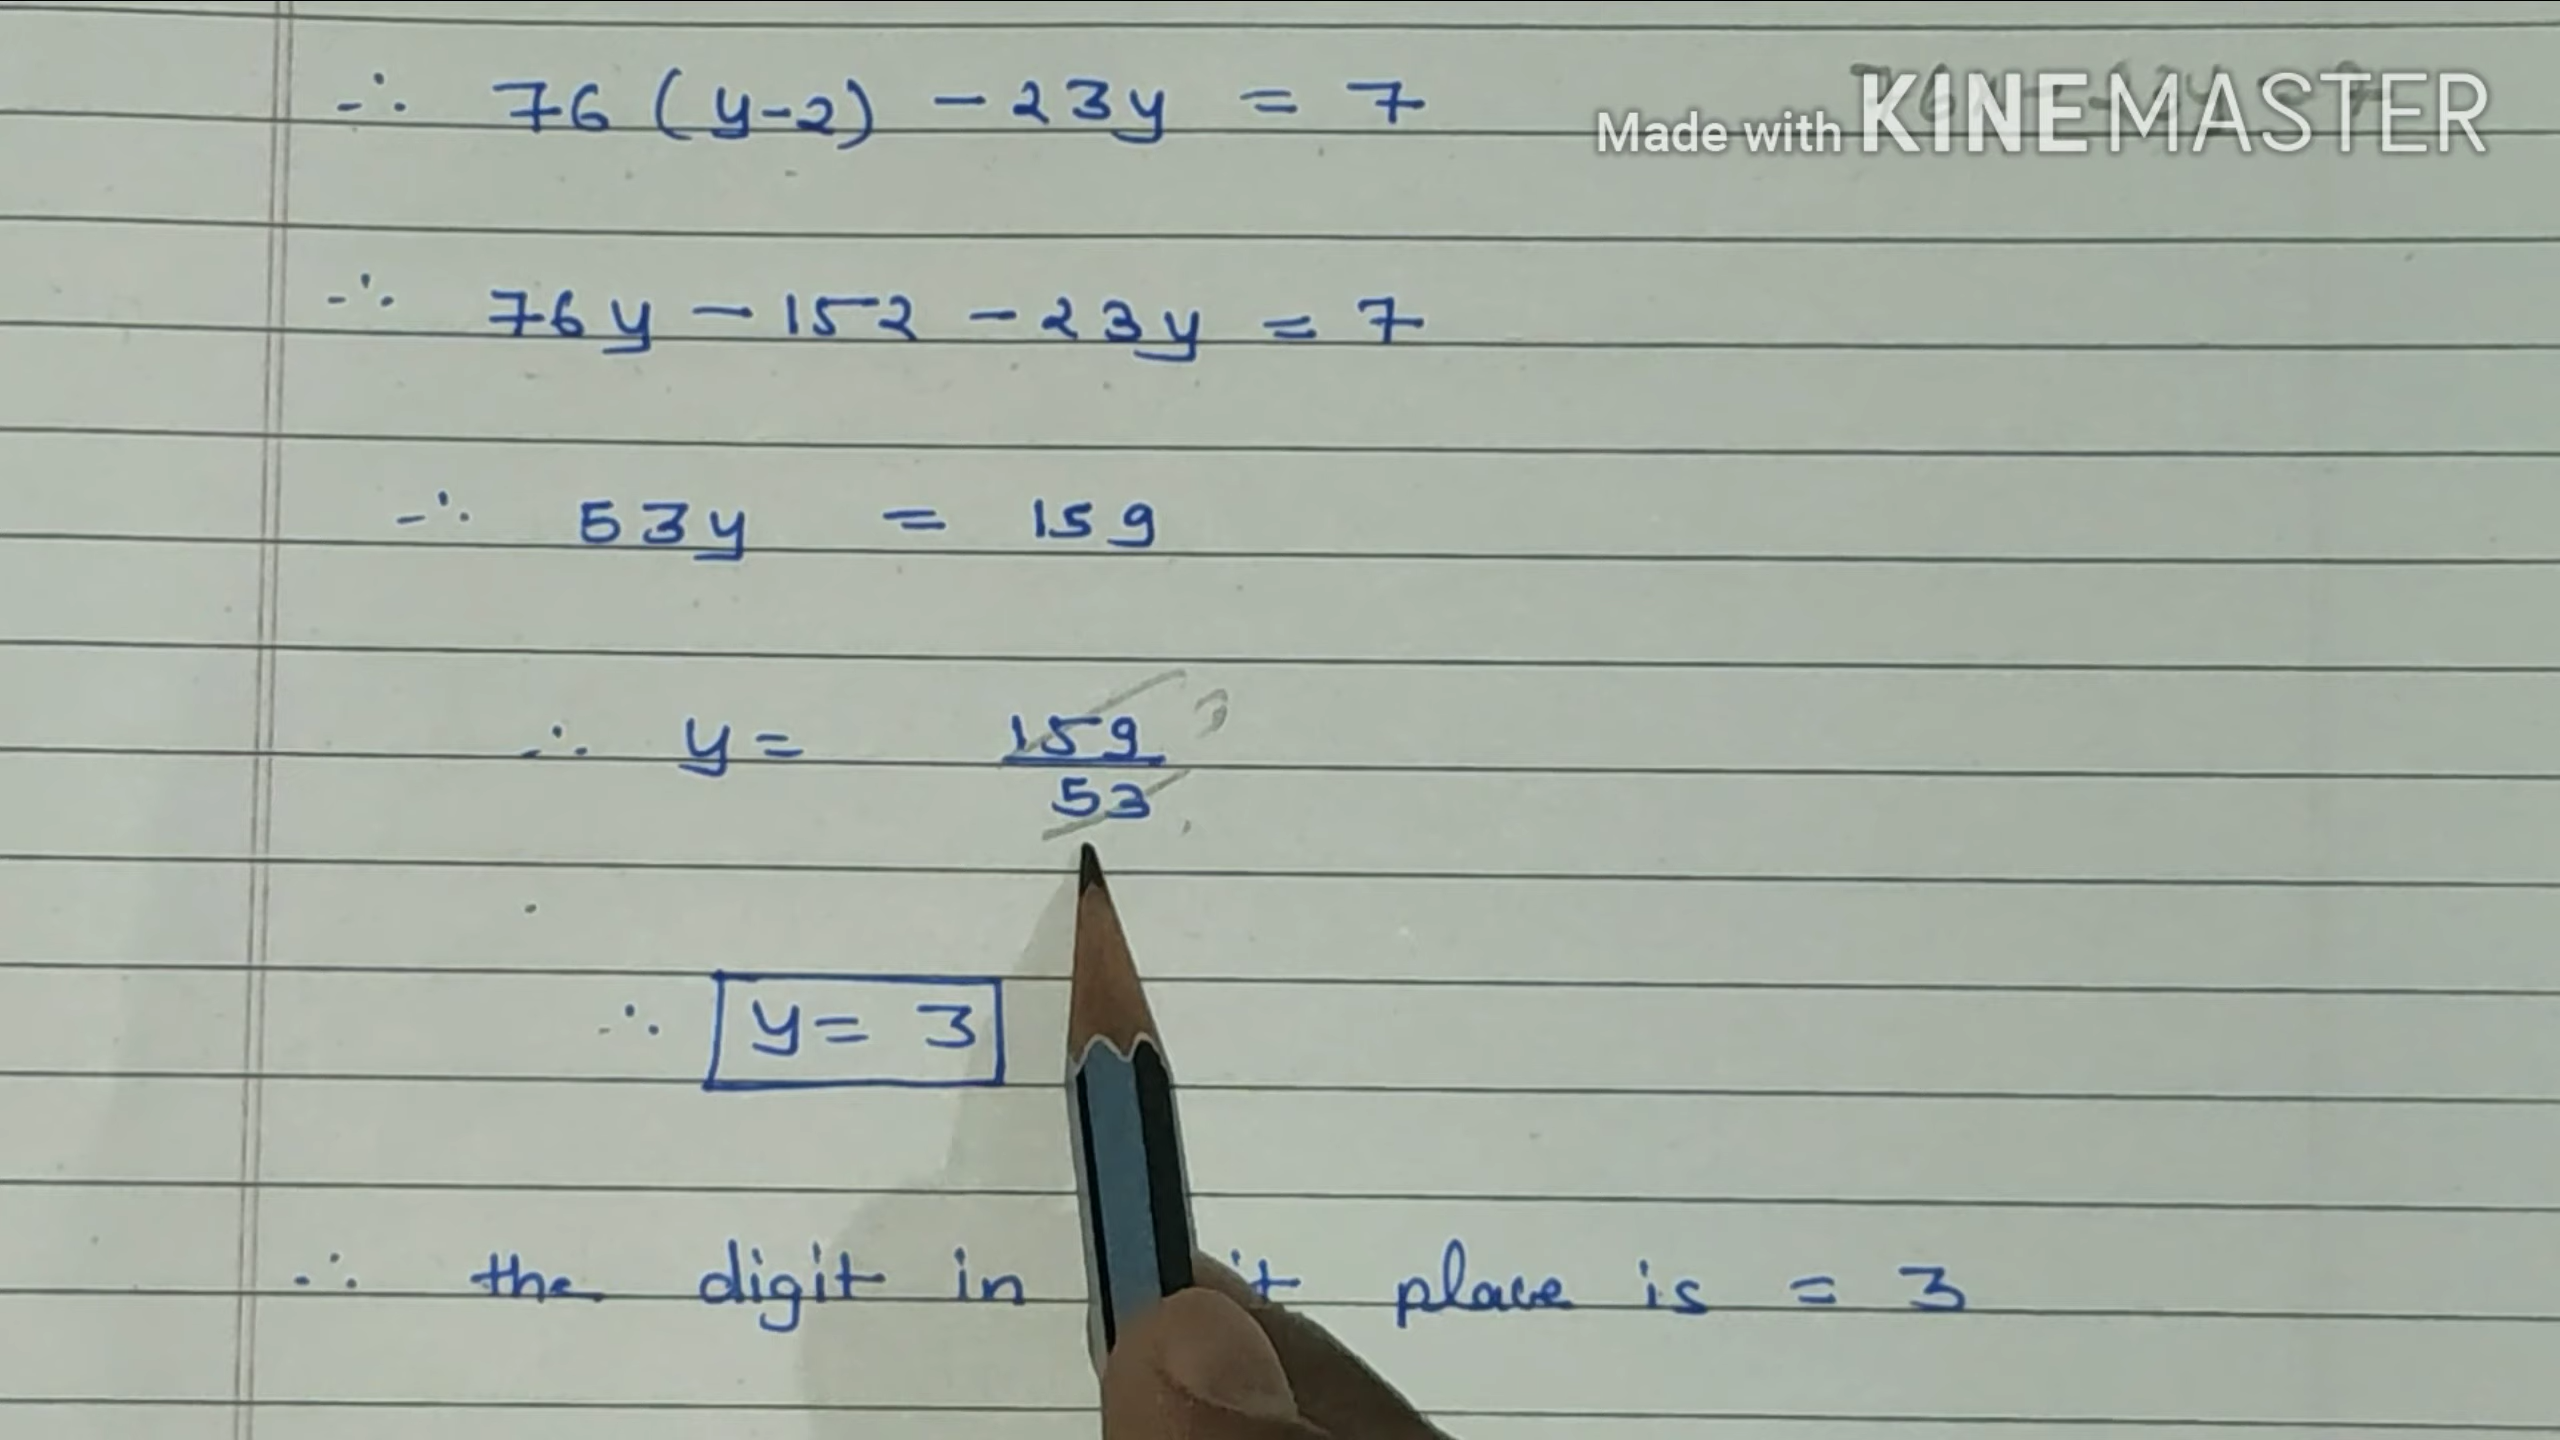 ∴ 76 (y-2) - 23y = 7
Made with KINEMASTER
∴ 76y - 152 - 23y = 7
∴ 53y = 159
∴ y = 159/53 3
∴ y = 3
∴ the digit in place is = 3